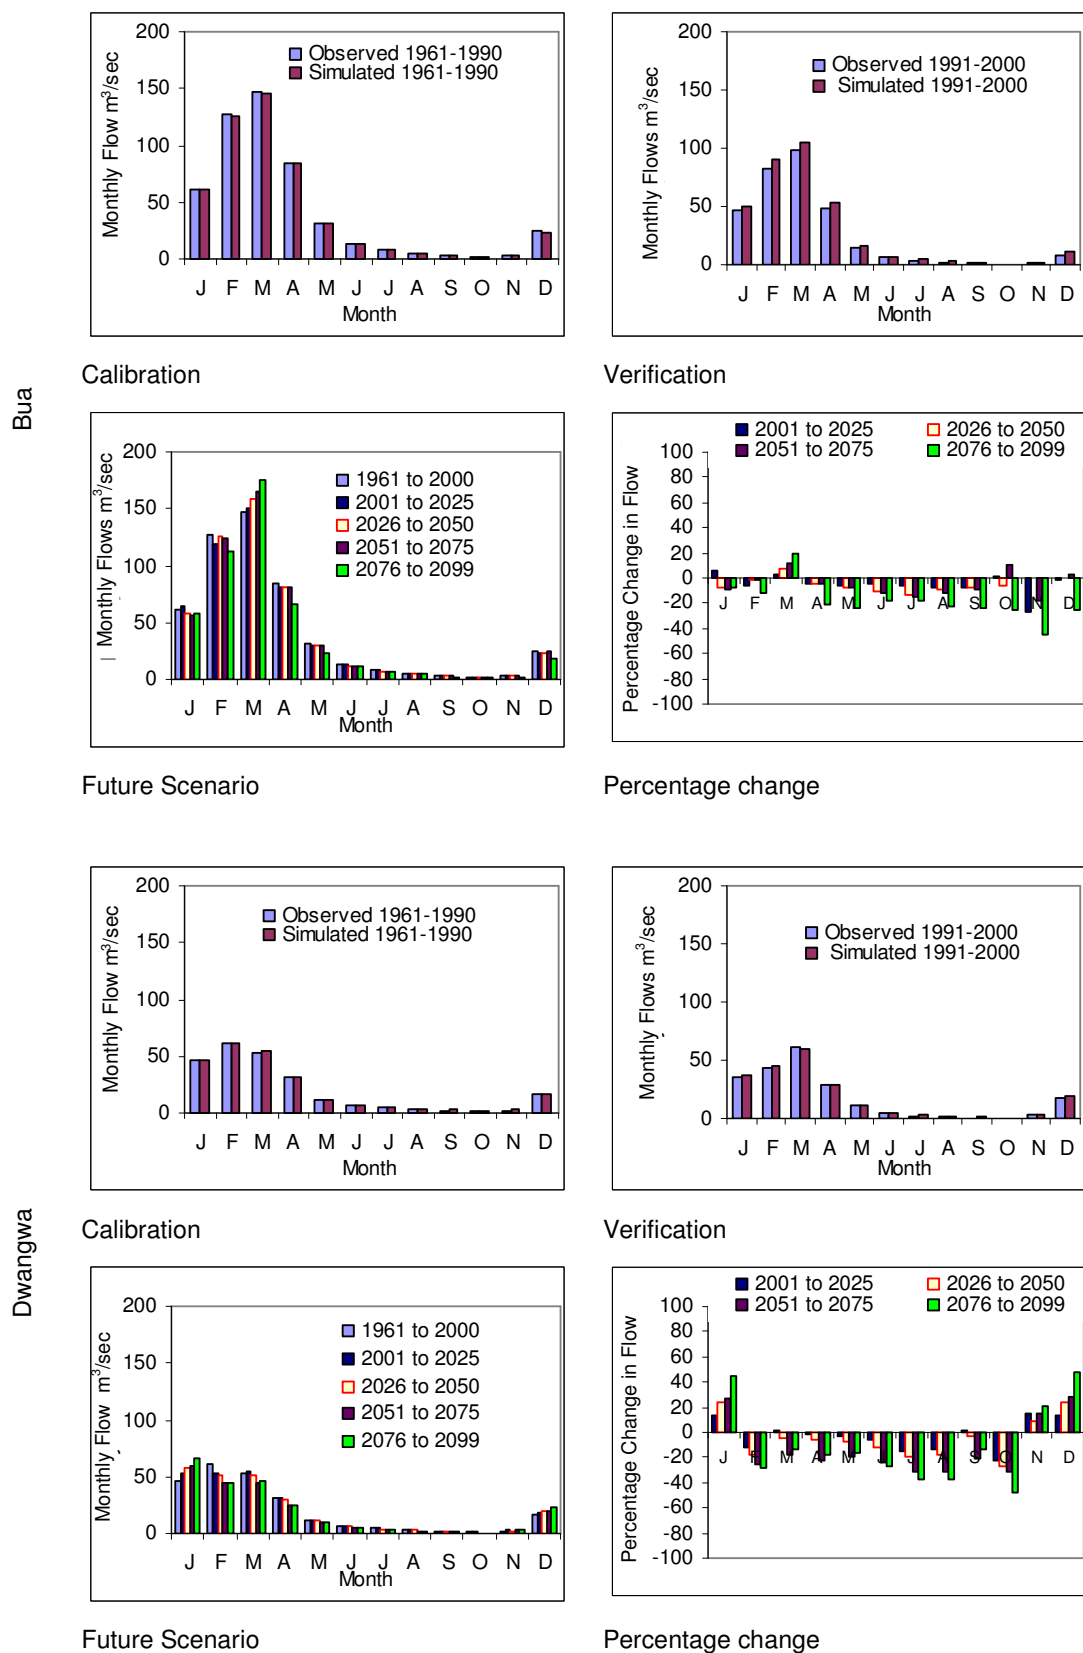 Bua
200
150
100
50
0
Monthly Flow m³/sec
Observed 1961-1990
Simulated 1961-1990
J F M A M J J A S O N D
Month
Calibration
200
150
100
50
0
Monthly Flows m³/sec
Observed 1991-2000
Simulated 1991-2000
J F M A M J J A S O N D
Month
Verification
200
150
100
50
0
Monthly Flows m³/sec
1961 to 2000
2001 to 2025
2026 to 2050
2051 to 2075
2076 to 2099
J F M A M J J A S O N D
Month
Future Scenario
2001 to 2025
2026 to 2050
2051 to 2075
2076 to 2099
100
80
60
40
20
0
-20
-40
-60
-80
-100
Percentage Change in Flow
J F M A M J J A S O N D
Percentage change
Dwangwa
200
150
100
50
0
Monthly Flow m³/sec
Observed 1961-1990
Simulated 1961-1990
J F M A M J J A S O N D
Month
Calibration
200
150
100
50
0
Monthly Flows m³/sec
Observed 1991-2000
Simulated 1991-2000
J F M A M J J A S O N D
Month
Verification
200
150
100
50
0
Monthly Flow m³/sec
1961 to 2000
2001 to 2025
2026 to 2050
2051 to 2075
2076 to 2099
J F M A M J J A S O N D
Month
Future Scenario
2001 to 2025
2026 to 2050
2051 to 2075
2076 to 2099
100
80
60
40
20
0
-20
-40
-60
-80
-100
Percentage Change in Flow
J F M A M J J A S O N D
Percentage change